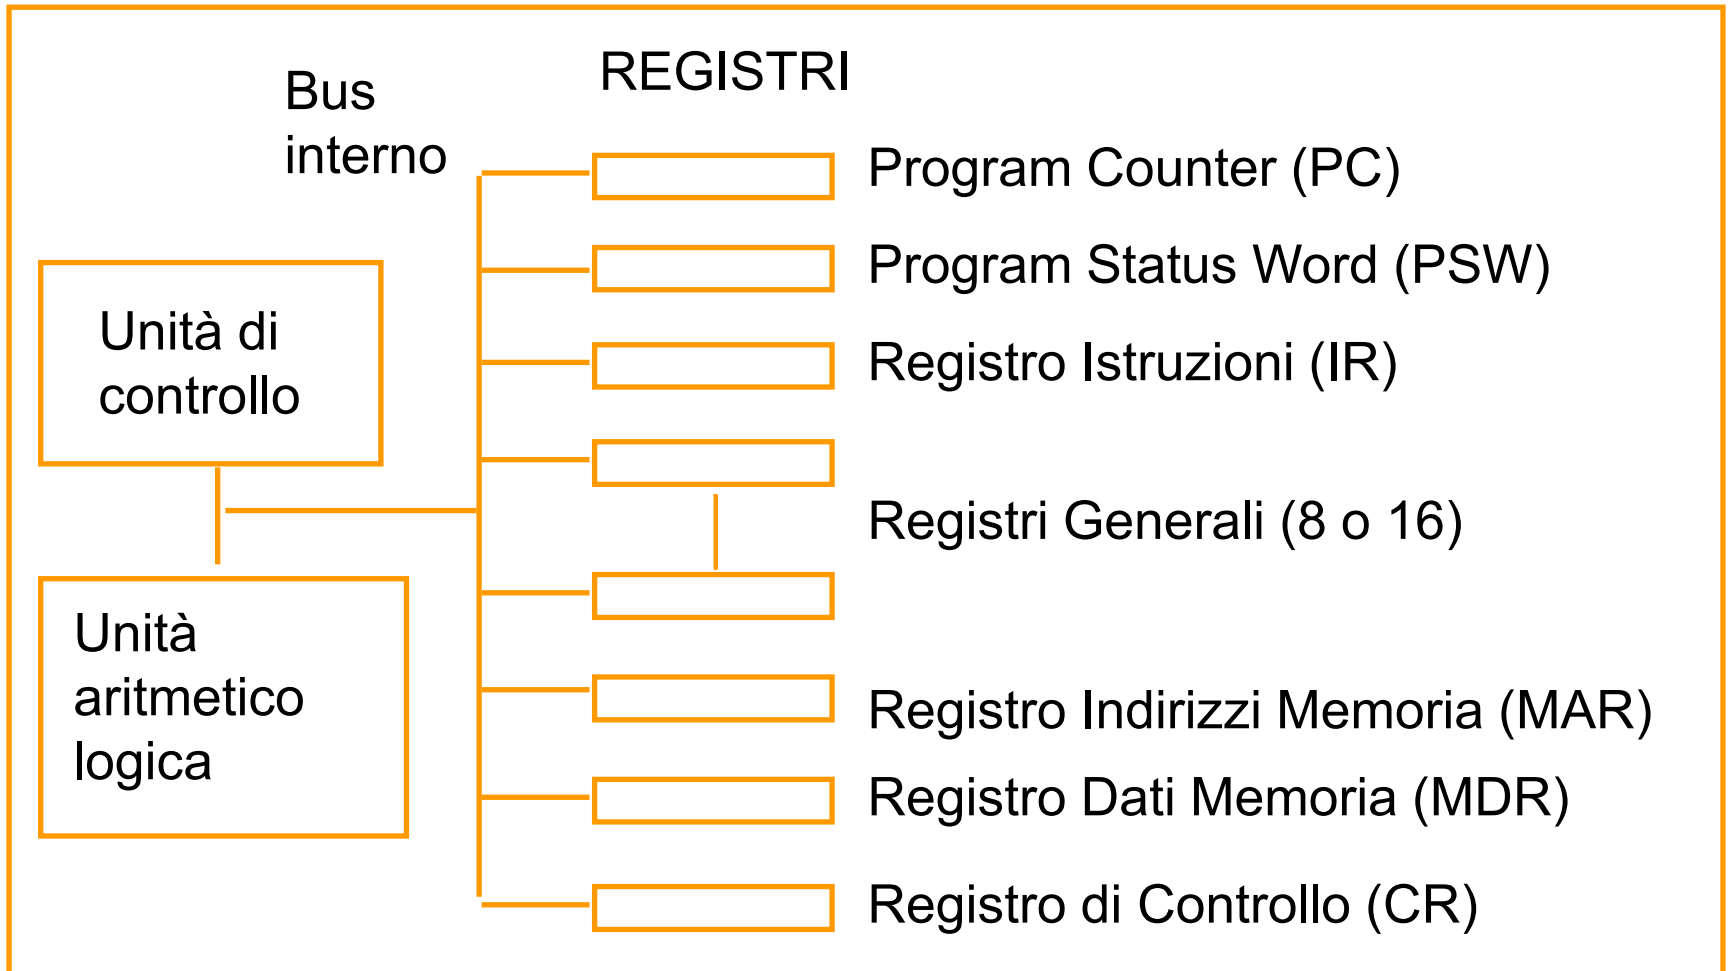 REGISTRI
Bus
interno
Program Counter (PC)
Program Status Word (PSW)
Unità di
controllo
Registro Istruzioni (IR)
Registri Generali (8 o 16)
Unità
aritmetico
logica
Registro Indirizzi Memoria (MAR)
Registro Dati Memoria (MDR)
Registro di Controllo (CR)